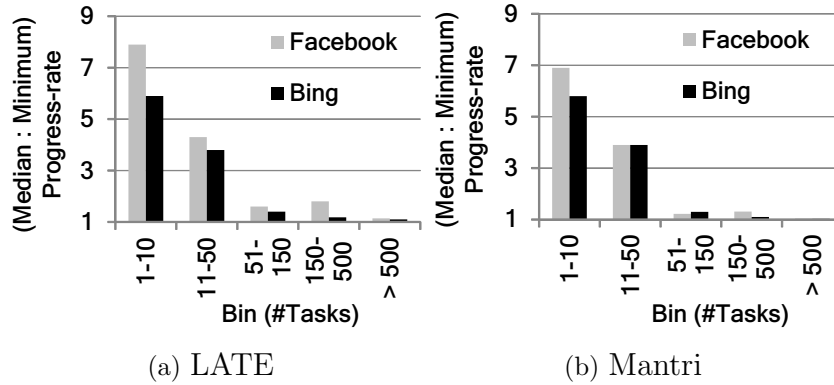 (Median : Minimum)
Progress-rate
9
7
5
3
1
Facebook
Bing
1-10
11-50
51-
150
150-
500
> 500
Bin (#Tasks)
(a) LATE
(Median : Minimum)
Progress-rate
9
7
5
3
1
Facebook
Bing
1-10
11-50
51-
150
150-
500
> 500
Bin (#Tasks)
(b) Mantri